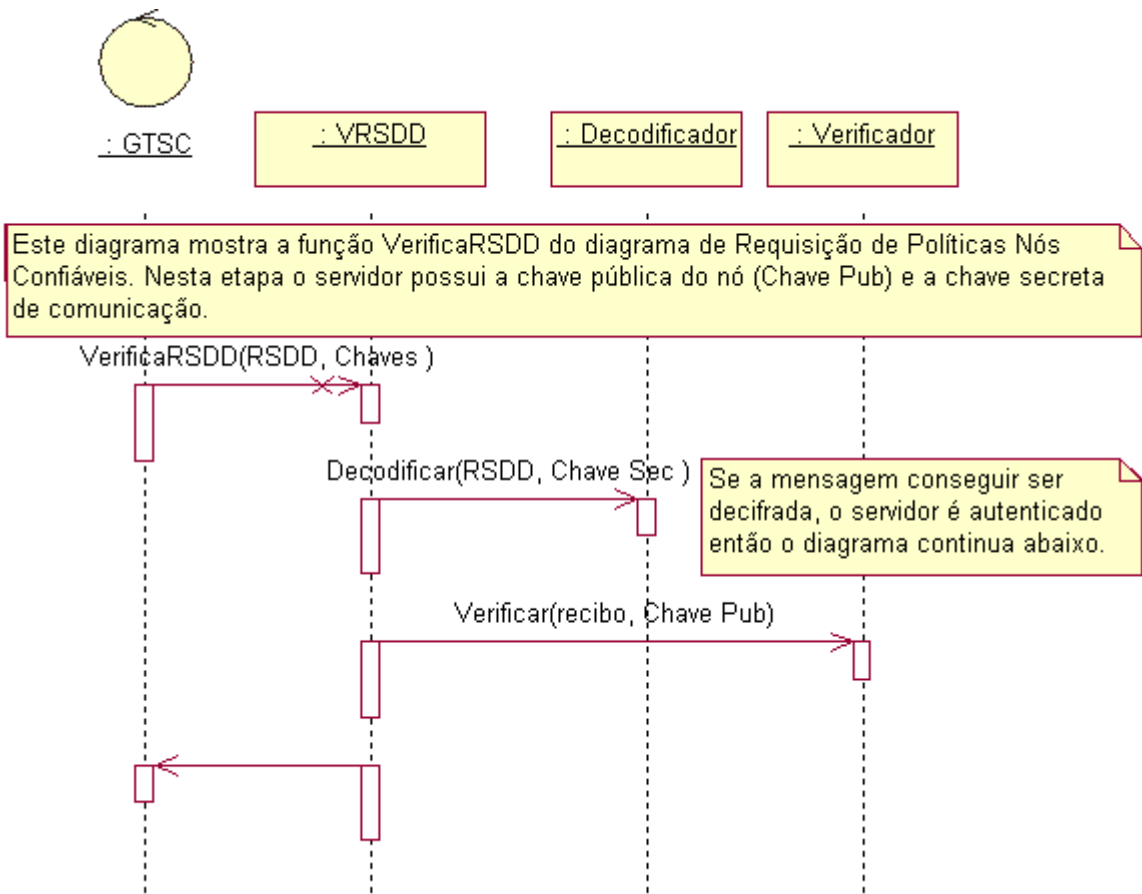 : GTSC
: VRSDD
: Decodificador
: Verificador
Este diagrama mostra a função VerificaRSDD do diagrama de Requisição de Políticas Nós
Confiáveis. Nesta etapa o servidor possui a chave pública do nó (Chave Pub) e a chave secreta
de comunicação.
VerificaRSDD(RSDD, Chaves )
Decodificar(RSDD, Chave Sec )
Se a mensagem conseguir ser
decifrada, o servidor é autenticado
então o diagrama continua abaixo.
Verificar(recibo, Chave Pub)